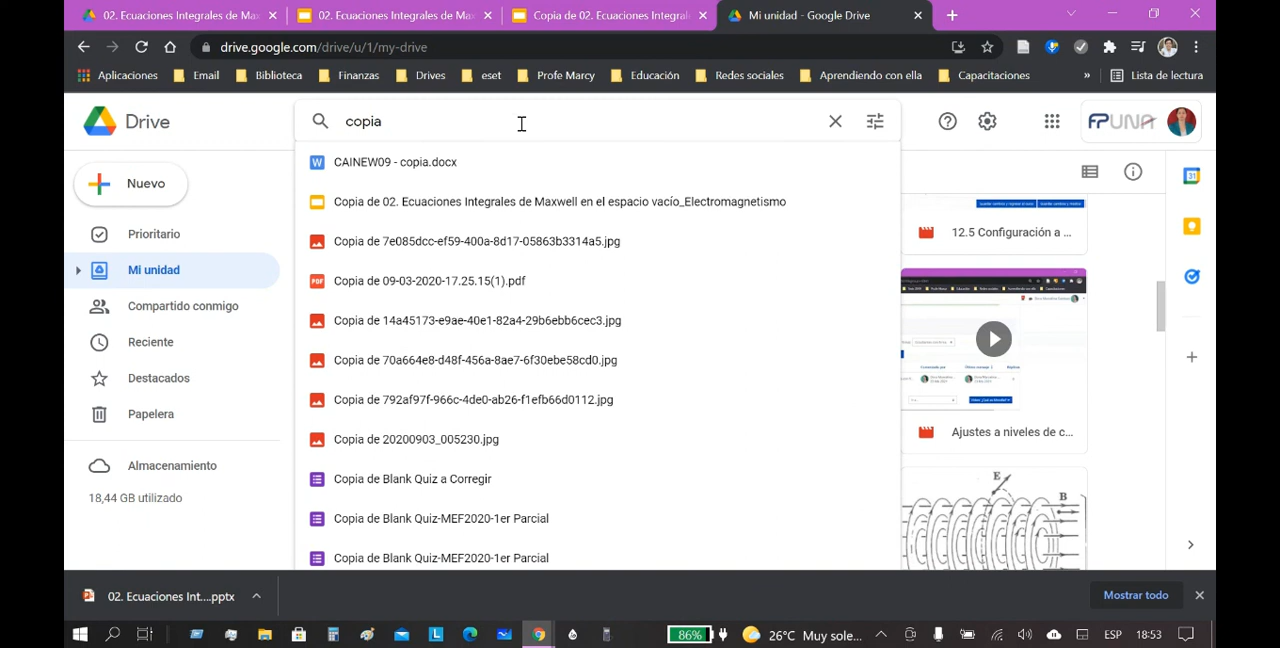 02. Ecuaciones Integrales de Max
02. Ecuaciones Integrales de Max
Copia de 02. Ecuaciones Integral
Mi unidad - Google Drive
drive.google.com/drive/u/1/my-drive
Aplicaciones
Email
Biblioteca
Finanzas
Drives
eset
Profe Marcy
Educación
Redes sociales
Aprendiendo con ella
Capacitaciones
»
Lista de lectura
Drive
copia
FPUNA
Nuevo
Prioritario
Mi unidad
Compartido conmigo
Reciente
Destacados
Papelera
Almacenamiento
18,44 GB utilizado
CAINEW09 - copia.docx
Copia de 02. Ecuaciones Integrales de Maxwell en el espacio vacío_Electromagnetismo
Copia de 7e085dcc-ef59-400a-8d17-05863b3314a5.jpg
Copia de 09-03-2020-17.25.15(1).pdf
Copia de 14a45173-e9ae-40e1-82a4-29b6ebb6cec3.jpg
Copia de 70a664e8-d48f-456a-8ae7-6f30ebe58cd0.jpg
Copia de 792af97f-966c-4de0-ab26-f1efb66d0112.jpg
Copia de 20200903_005230.jpg
Copia de Blank Quiz a Corregir
Copia de Blank Quiz-MEF2020-1er Parcial
Copia de Blank Quiz-MEF2020-1er Parcial
12.5 Configuración a ...
Ajustes a niveles de c...
E
B
31
02. Ecuaciones Int....pptx
Mostrar todo
86%
26°C Muy sole...
ESP
18:53